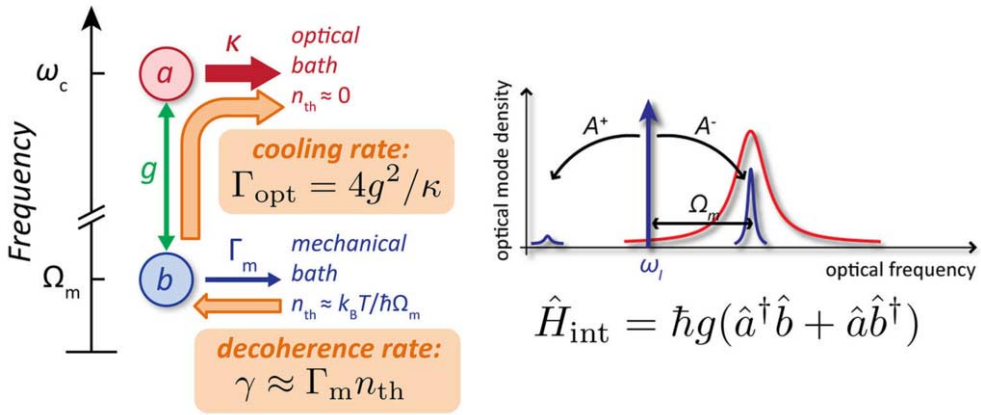 Frequency
ω_c
a
κ
optical
bath
n_th ≈ 0
g
cooling rate:
Γ_opt = 4g²/κ
Ω_m
b
Γ_m
mechanical
bath
n_th ≈ k_BT/ħΩ_m
decoherence rate:
γ ≈ Γ_m n_th
optical mode density
A⁺
A⁻
Ω_m
ω_l
optical frequency
Ĥ_int = ħg(â†b̂ + âb̂†)